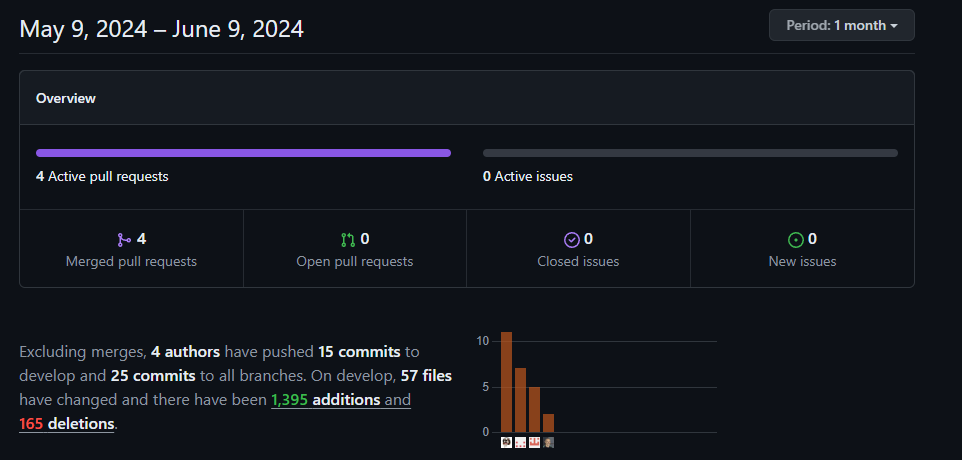 May 9, 2024 – June 9, 2024
Period: 1 month
Overview
4 Active pull requests
0 Active issues
4
Merged pull requests
0
Open pull requests
0
Closed issues
0
New issues
Excluding merges, 4 authors have pushed 15 commits to
develop and 25 commits to all branches. On develop, 57 files
have changed and there have been 1,395 additions and
165 deletions.
10
5
0